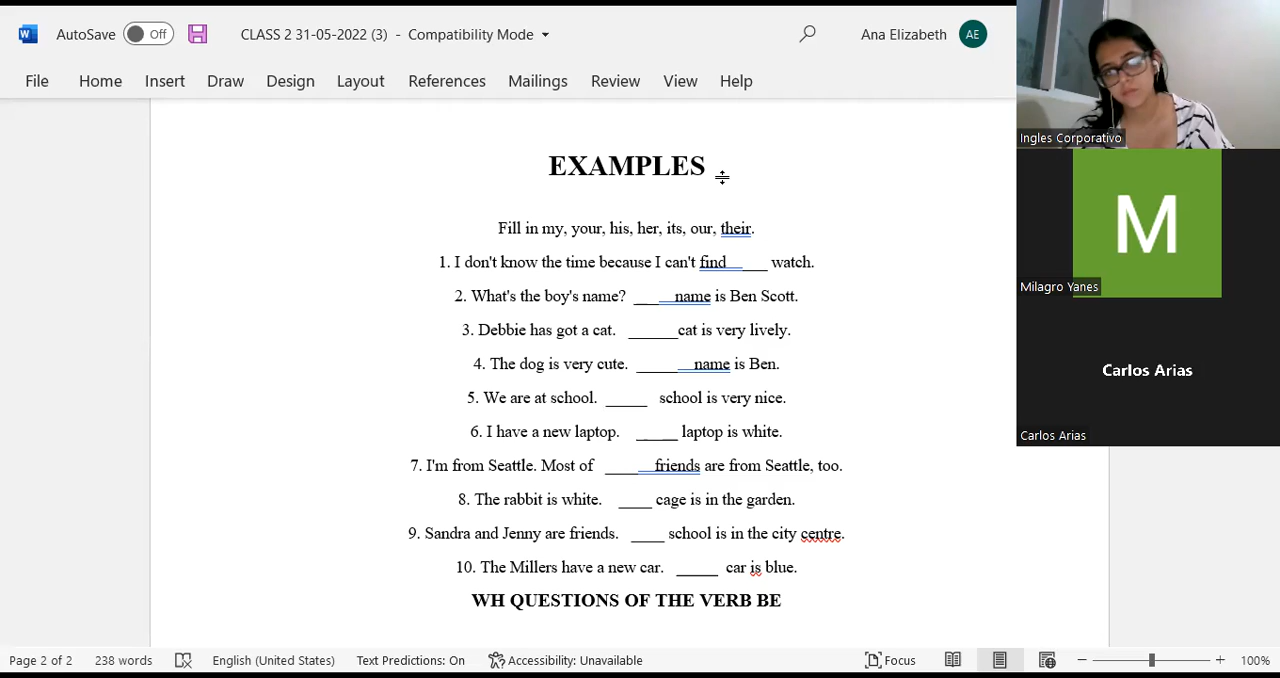 AutoSave Off CLASS 2 31-05-2022 (3) - Compatibility Mode Ana Elizabeth AE
File Home Insert Draw Design Layout References Mailings Review View Help
EXAMPLES
Fill in my, your, his, her, its, our, their.
1. I don't know the time because I can't find_____ watch.
2. What's the boy's name? _____name is Ben Scott.
3. Debbie has got a cat. ______cat is very lively.
4. The dog is very cute. _______name is Ben.
5. We are at school. _____ school is very nice.
6. I have a new laptop. _____ laptop is white.
7. I'm from Seattle. Most of ______friends are from Seattle, too.
8. The rabbit is white. ____ cage is in the garden.
9. Sandra and Jenny are friends. ____ school is in the city centre.
10. The Millers have a new car. _____ car is blue.
WH QUESTIONS OF THE VERB BE
Page 2 of 2 238 words English (United States) Text Predictions: On Accessibility: Unavailable Focus 100%
Ingles Corporativo
M
Milagro Yanes
Carlos Arias
Carlos Arias